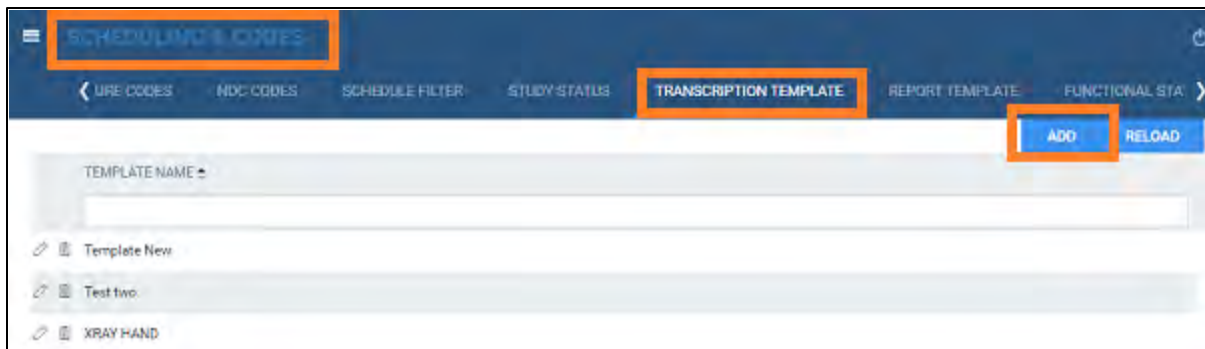 SCHEDULING & CODES
URE CODES NDC CODES SCHEDULE FILTER STUDY STATUS TRANSCRIPTION TEMPLATE REPORT TEMPLATE FUNCTIONAL STA
ADD RELOAD
TEMPLATE NAME
Template New
Test two
XRAY HAND